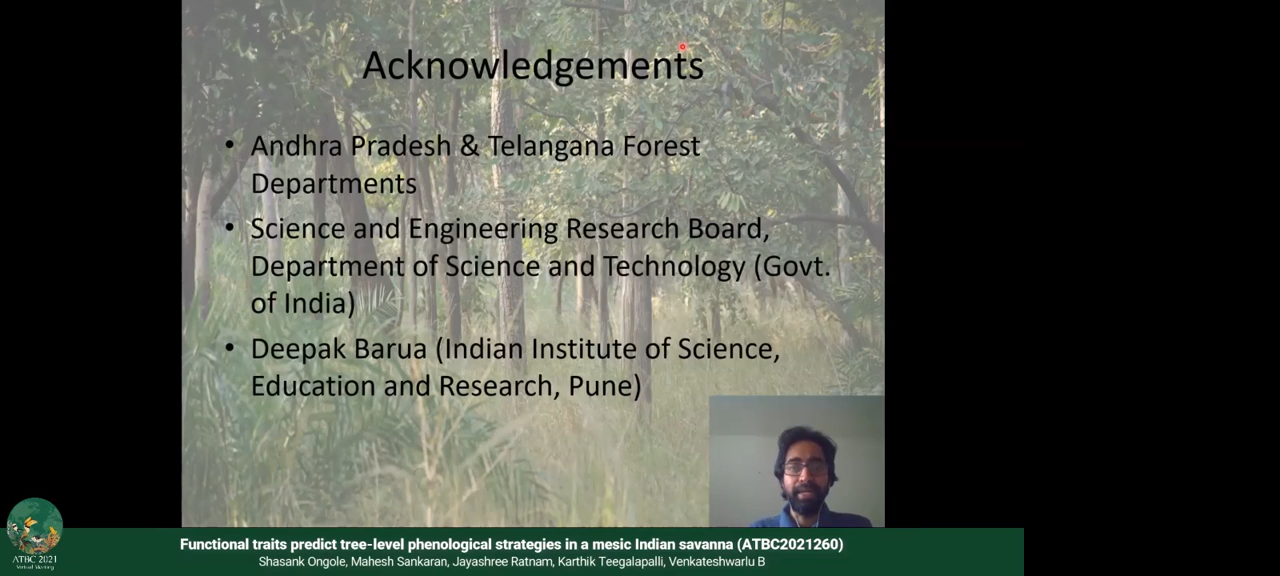 Acknowledgements
• Andhra Pradesh & Telangana Forest
Departments
• Science and Engineering Research Board,
Department of Science and Technology (Govt.
of India)
• Deepak Barua (Indian Institute of Science,
Education and Research, Pune)
ATBC 2021
Virtual Meeting
Functional traits predict tree-level phenological strategies in a mesic Indian savanna (ATBC2021260)
Shasank Ongole, Mahesh Sankaran, Jayashree Ratnam, Karthik Teegalapalli, Venkateshwarlu B